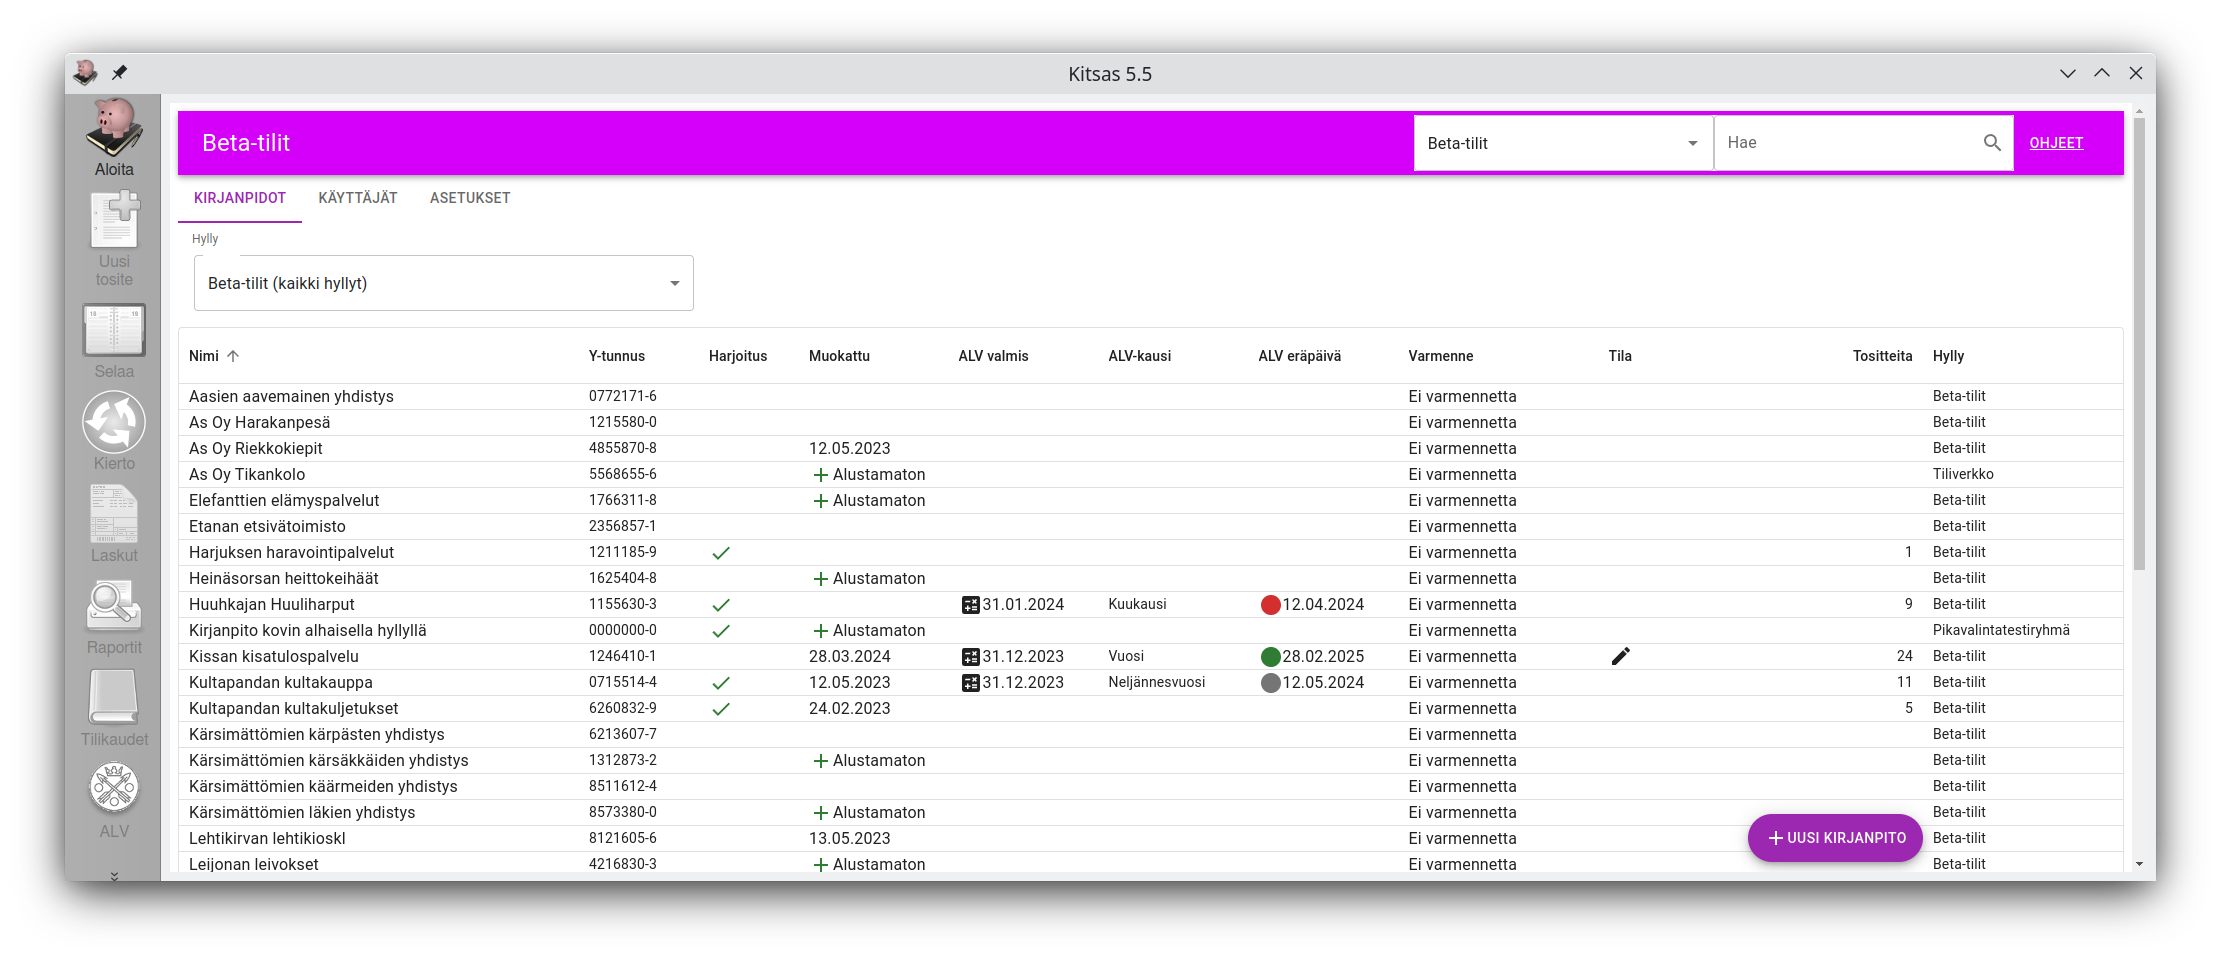 Kitsas 5.5
Aloita
Uusi
tosite
Selaa
Kierto
Laskut
Raportit
Tilikaudet
ALV
Beta-tilit
Beta-tilit
Hae
OHJEET
KIRJANPIDOT KÄYTTÄJÄT ASETUKSET
Hylly
Beta-tilit (kaikki hyllyt)
Nimi Y-tunnus Harjoitus Muokattu ALV valmis ALV-kausi ALV eräpäivä Varmenne Tila Tositteita Hylly
Aasien aavemainen yhdistys 0772171-6 Ei varmennetta Beta-tilit
As Oy Harakanpesä 1215580-0 Ei varmennetta Beta-tilit
As Oy Riekkokiepit 4855870-8 12.05.2023 Ei varmennetta Beta-tilit
As Oy Tikankolo 5568655-6 Alustamaton Ei varmennetta Tiliverkko
Elefanttien elämyspalvelut 1766311-8 Alustamaton Ei varmennetta Beta-tilit
Etanan etsivätoimisto 2356857-1 Ei varmennetta Beta-tilit
Harjuksen haravointipalvelut 1211185-9 Ei varmennetta 1 Beta-tilit
Heinäsorsan heittokeihäät 1625404-8 Alustamaton Ei varmennetta Beta-tilit
Huuhkajan Huuliharput 1155630-3 31.01.2024 Kuukausi 12.04.2024 Ei varmennetta 9 Beta-tilit
Kirjanpito kovin alhaisella hyllyllä 0000000-0 Alustamaton Ei varmennetta Pikavalintatestiryhmä
Kissan kisatulospalvelu 1246410-1 28.03.2024 31.12.2023 Vuosi 28.02.2025 Ei varmennetta 24 Beta-tilit
Kultapandan kultakauppa 0715514-4 12.05.2023 31.12.2023 Neljännesvuosi 12.05.2024 Ei varmennetta 11 Beta-tilit
Kultapandan kultakuljetukset 6260832-9 24.02.2023 Ei varmennetta 5 Beta-tilit
Kärsimättömien kärpästen yhdistys 6213607-7 Ei varmennetta Beta-tilit
Kärsimättömien kärsäkkäiden yhdistys 1312873-2 Alustamaton Ei varmennetta Beta-tilit
Kärsimättömien käärmeiden yhdistys 8511612-4 Ei varmennetta Beta-tilit
Kärsimättömien läkien yhdistys 8573380-0 Alustamaton Ei varmennetta Beta-tilit
Lehtikirvan lehtikioskl 8121605-6 13.05.2023 Ei varmennetta Beta-tilit
Leijonan leivokset 4216830-3 Alustamaton Ei varmennetta Beta-tilit
UUSI KIRJANPITO